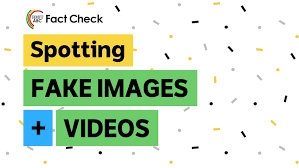 Fact Check
Spotting
FAKE IMAGES
+ VIDEOS